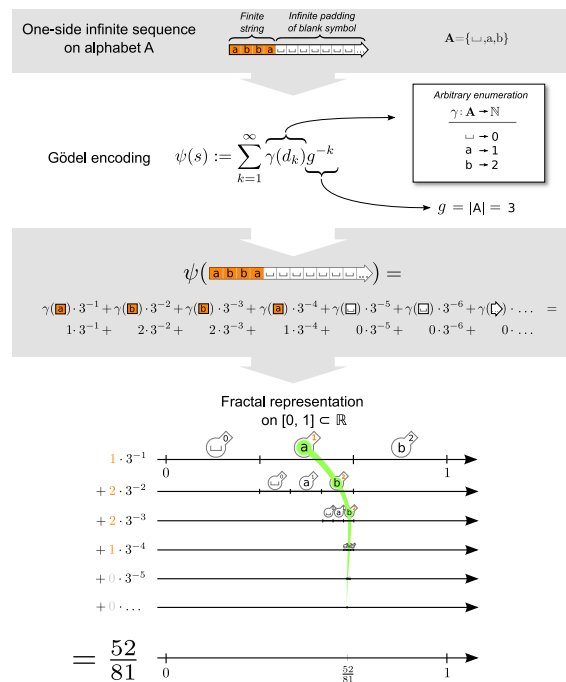 One-side infinite sequence
on alphabet A
Finite
string
Infinite padding
of blank symbol
a b b a ␣ ␣ ␣ ␣ ␣ ␣ ␣ ...
A={␣,a,b}
Gödel encoding
ψ(s) := ∑_{k=1}^{∞} γ(d_k) g^{-k}
Arbitrary enumeration
γ: A → ℕ
␣ → 0
a → 1
b → 2
g = |A| = 3
ψ( a b b a ␣ ␣ ␣ ␣ ␣ ␣ ␣ ... ) =
γ(a)·3⁻¹+γ(b)·3⁻²+γ(b)·3⁻³+γ(a)·3⁻⁴+γ(␣)·3⁻⁵+γ(␣)·3⁻⁶+γ( )·... =
1·3⁻¹+ 2·3⁻²+ 2·3⁻³+ 1·3⁻⁴+ 0·3⁻⁵+ 0·3⁻⁶+ 0·...
Fractal representation
on [0, 1] ⊂ ℝ
␣ 0 a 1 b 2
1 · 3⁻¹
0 1
+ 2 · 3⁻²
␣ a b 2
+ 2 · 3⁻³
␣ a b
+ 1 · 3⁻⁴
+ 0 · 3⁻⁵
+ 0 · ...
= 52/81
0 52/81 1